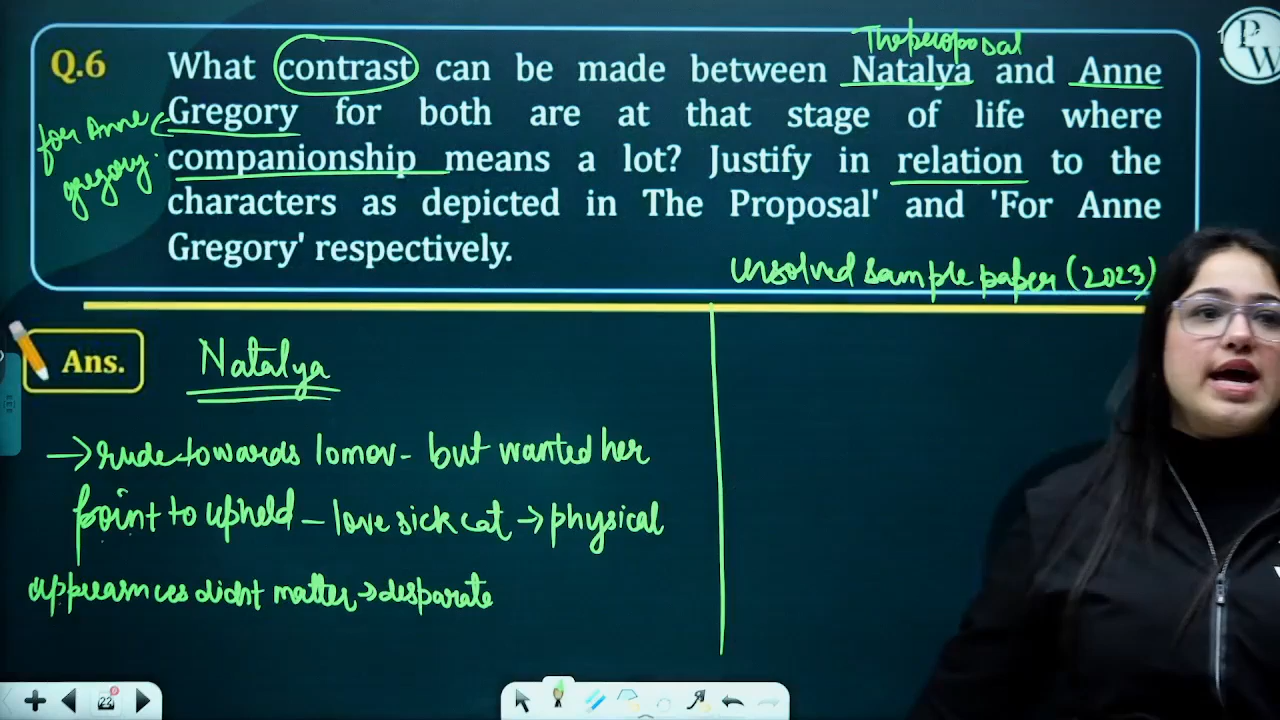 The proposal
PW
Q.6 What contrast can be made between Natalya and Anne
Gregory for both are at that stage of life where
companionship means a lot? Justify in relation to the
characters as depicted in The Proposal' and 'For Anne
Gregory' respectively.
for Anne
gregory.
unsolved sample paper (2023)
Ans.
Natalya
→ rude towards lomov - but wanted her
point to upheld – love sick cat → physical
appreances didnt matter → desparate
22